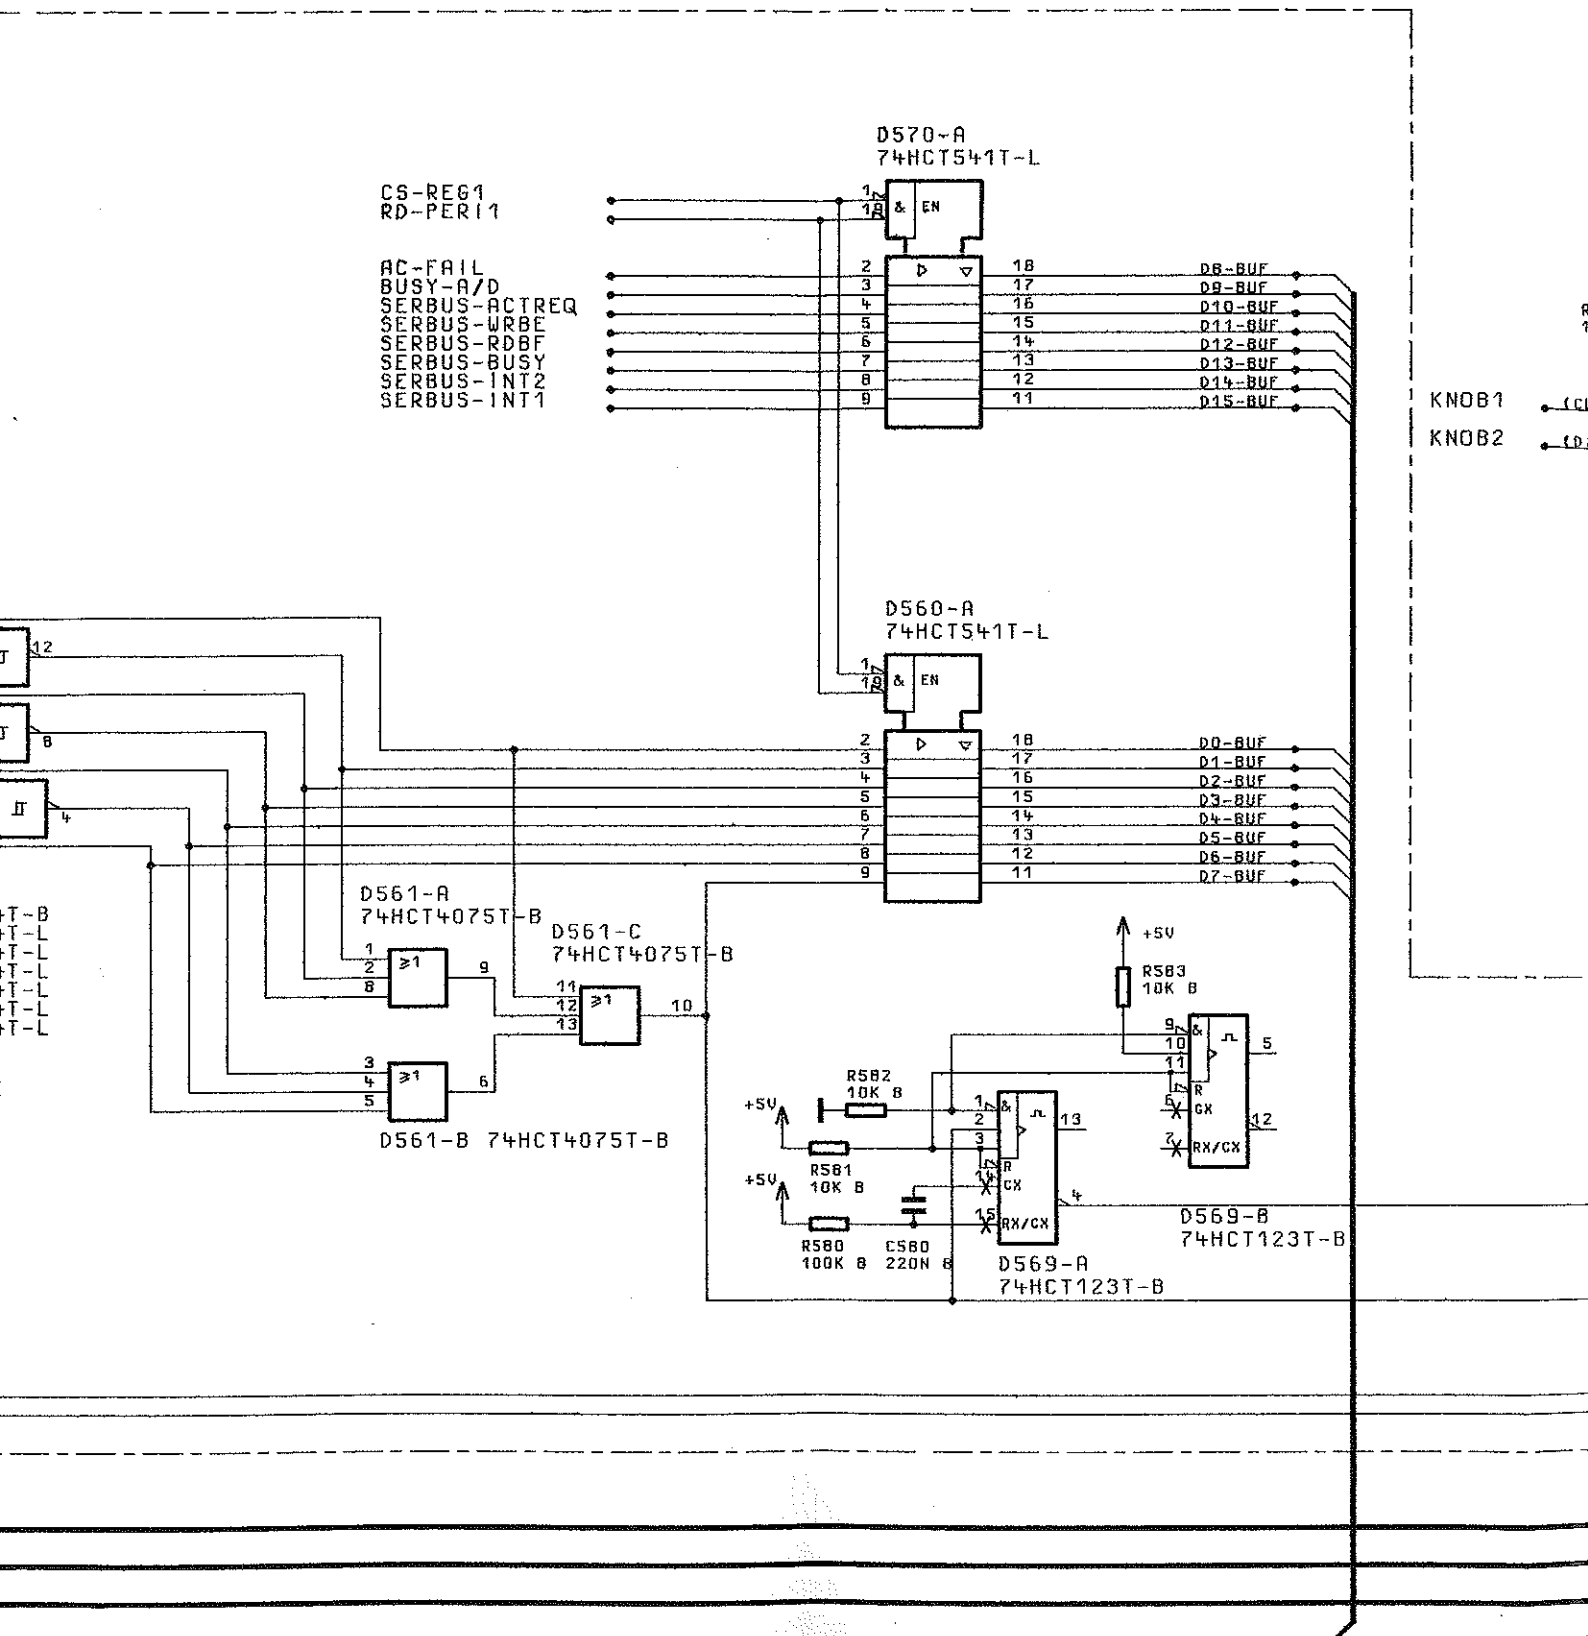 D570-A
74HCT541T-L
CS-REG1
RD-PERI1
1
19
& EN
AC-FAIL 2 18 D8-BUF
BUSY-A/D 3 17 D9-BUF
SERBUS-ACTREQ 4 16 D10-BUF
SERBUS-WRBE 5 15 D11-BUF
SERBUS-RDBF 6 14 D12-BUF
SERBUS-BUSY 7 13 D13-BUF
SERBUS-INT2 8 12 D14-BUF
SERBUS-INT1 9 11 D15-BUF
KNOB1
KNOB2
D560-A
74HCT541T-L
1
19
& EN
12
8
4
2 18 D0-BUF
3 17 D1-BUF
4 16 D2-BUF
5 15 D3-BUF
6 14 D4-BUF
7 13 D5-BUF
8 12 D6-BUF
9 11 D7-BUF
T-B
T-L
T-L
T-L
T-L
T-L
T-L
D561-A
74HCT4075T-B
1
2
8
≥1
9
D561-C
74HCT4075T-B
11
12
13
≥1
10
3
4
5
≥1
6
D561-B 74HCT4075T-B
+5V
R583
10K B
9
10
11
&
R
6 CX
7 RX/CX
5
12
D569-B
74HCT123T-B
R582
10K B
+5V
R581
10K B
+5V
R580
100K B
C580
220N B
1
2
3
&
R
14 CX
15 RX/CX
13
4
D569-A
74HCT123T-B